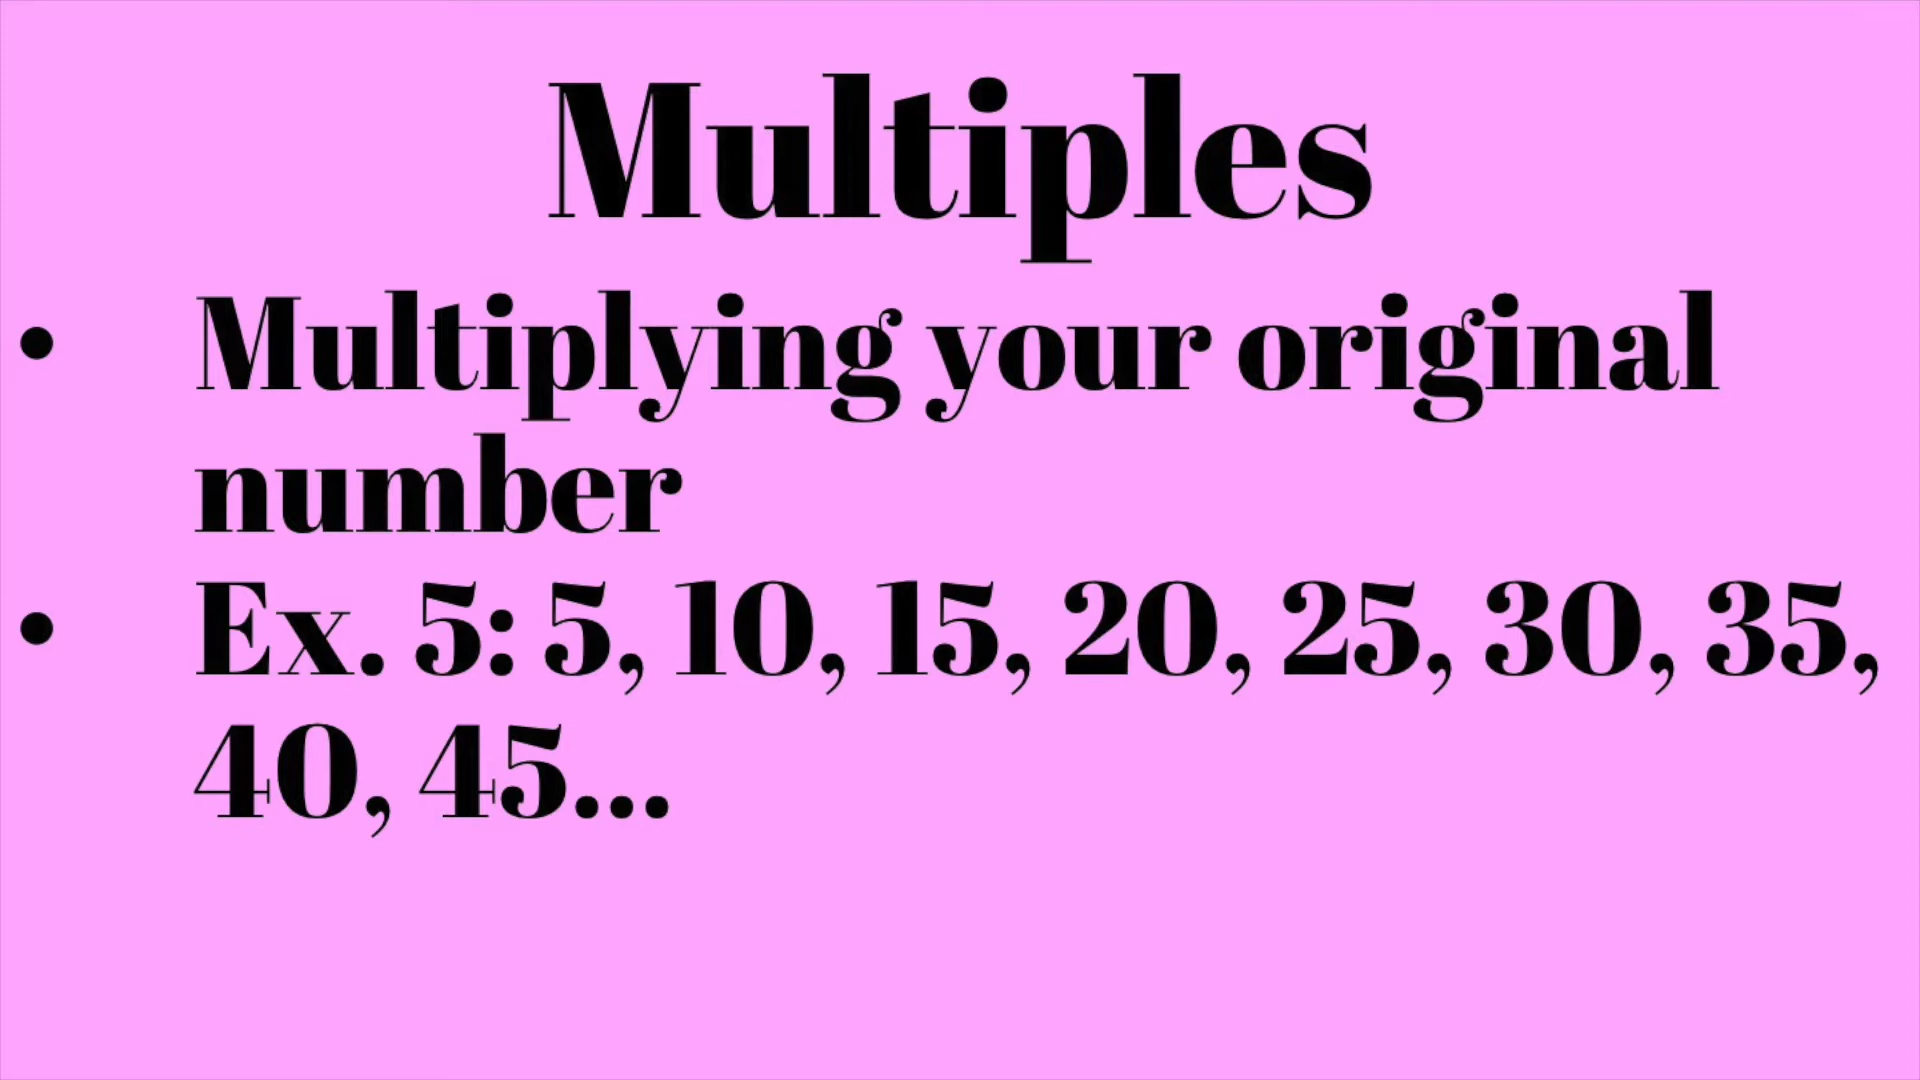 Multiples
• Multiplying your original
number
• Ex. 5: 5, 10, 15, 20, 25, 30, 35,
40, 45...